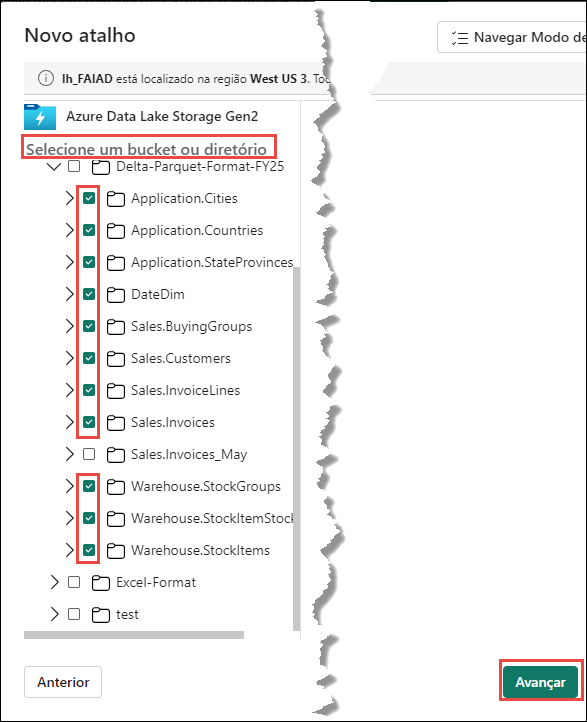 Novo atalho
Navegar Modo de
lh_FAIAD está localizado na região West US 3. Too
Azure Data Lake Storage Gen2
Selecione um bucket ou diretório
Delta-Parquet-Format-FY25
Application.Cities
Application.Countries
Application.StateProvinces
DateDim
Sales.BuyingGroups
Sales.Customers
Sales.InvoiceLines
Sales.Invoices
Sales.Invoices_May
Warehouse.StockGroups
Warehouse.StockItemStock
Warehouse.StockItems
Excel-Format
test
Anterior
Avançar